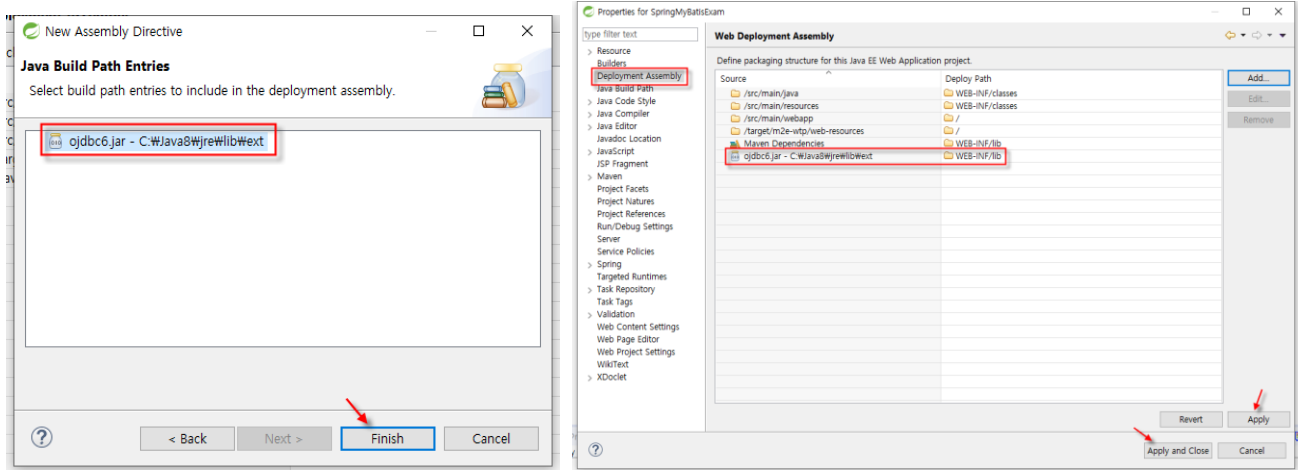 New Assembly Directive
Java Build Path Entries
Select build path entries to include in the deployment assembly.
ojdbc6.jar - C:₩Java8₩jre₩lib₩ext
< Back
Next >
Finish
Cancel
Properties for SpringMyBatisExam
type filter text
Web Deployment Assembly
Resource
Builders
Deployment Assembly
Java Build Path
Java Code Style
Java Compiler
Java Editor
Javadoc Location
JavaScript
JSP Fragment
Maven
Project Facets
Project Natures
Project References
Run/Debug Settings
Server
Service Policies
Spring
Targeted Runtimes
Task Repository
Task Tags
Validation
Web Content Settings
Web Page Editor
Web Project Settings
WikiText
XDoclet
Define packaging structure for this Java EE Web Application project.
Source Deploy Path
/src/main/java WEB-INF/classes
/src/main/resources WEB-INF/classes
/src/main/webapp /
/target/m2e-wtp/web-resources /
Maven Dependencies WEB-INF/lib
ojdbc6.jar - C:₩Java8₩jre₩lib₩ext WEB-INF/lib
Add...
Edit...
Remove
Revert
Apply
Apply and Close
Cancel